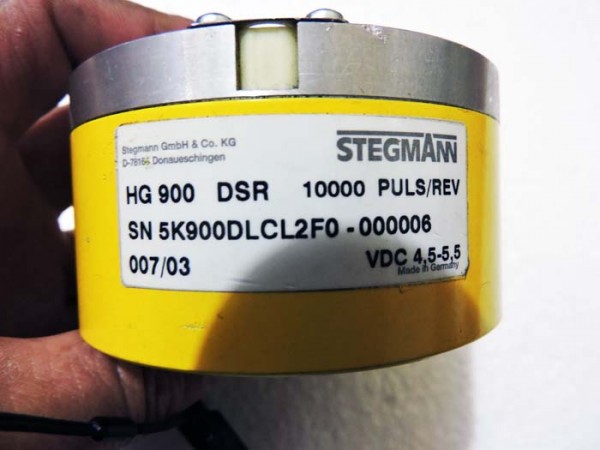 Stegmann GmbH & Co. KG
D-78164 Donaueschingen
STEGMANN
HG 900 DSR 10000 PULS/REV
SN 5K900DLCL2F0-000006
007/03
VDC 4,5-5,5
Made in Germany